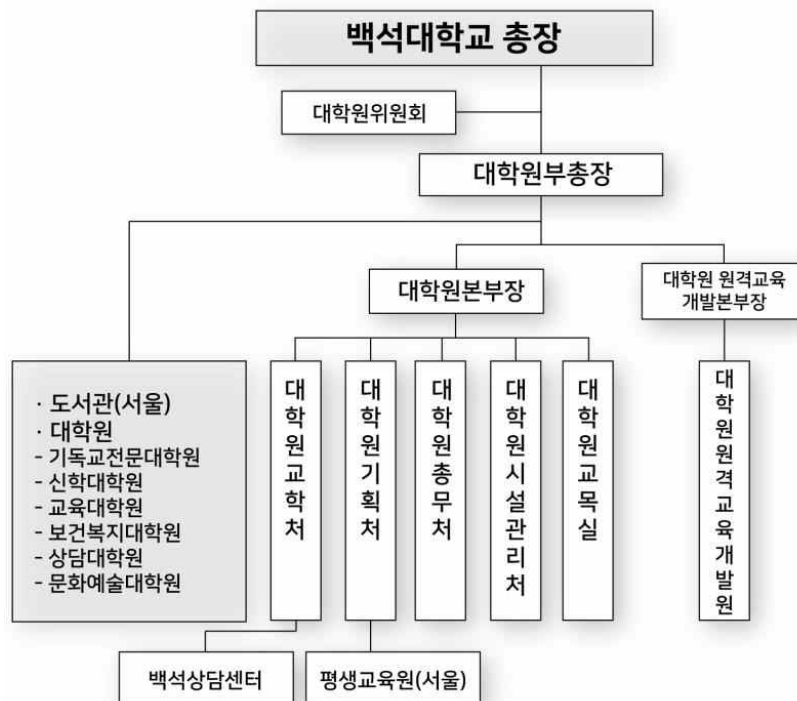 백석대학교 총장
대학원위원회
대학원부총장
대학원본부장
대학원 원격교육
개발본부장
· 도서관(서울)
· 대학원
- 기독교전문대학원
- 신학대학원
- 교육대학원
- 보건복지대학원
- 상담대학원
- 문화예술대학원
대학원교학처
대학원기획처
대학원총무처
대학원시설관리처
대학원교목실
대학원원격교육개발원
백석상담센터
평생교육원(서울)